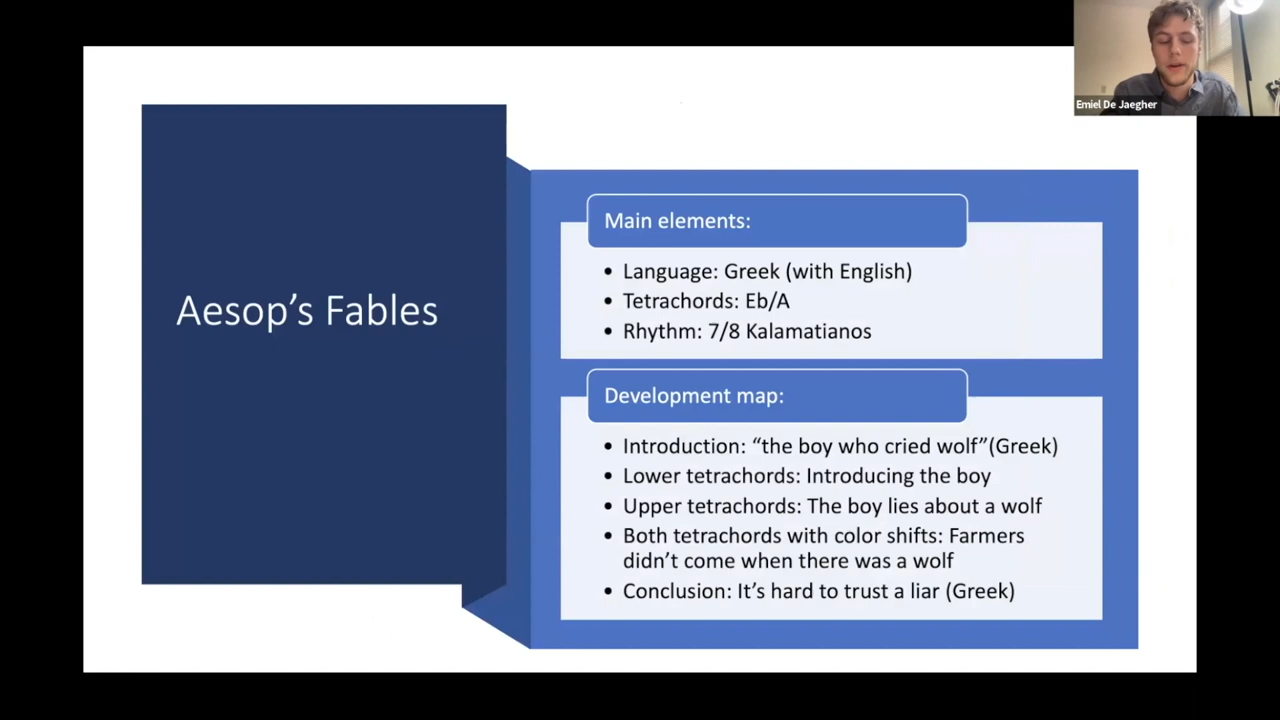 Emiel De Jaegher
Aesop’s Fables
Main elements:
• Language: Greek (with English)
• Tetrachords: Eb/A
• Rhythm: 7/8 Kalamatianos
Development map:
• Introduction: “the boy who cried wolf”(Greek)
• Lower tetrachords: Introducing the boy
• Upper tetrachords: The boy lies about a wolf
• Both tetrachords with color shifts: Farmers
didn’t come when there was a wolf
• Conclusion: It’s hard to trust a liar (Greek)